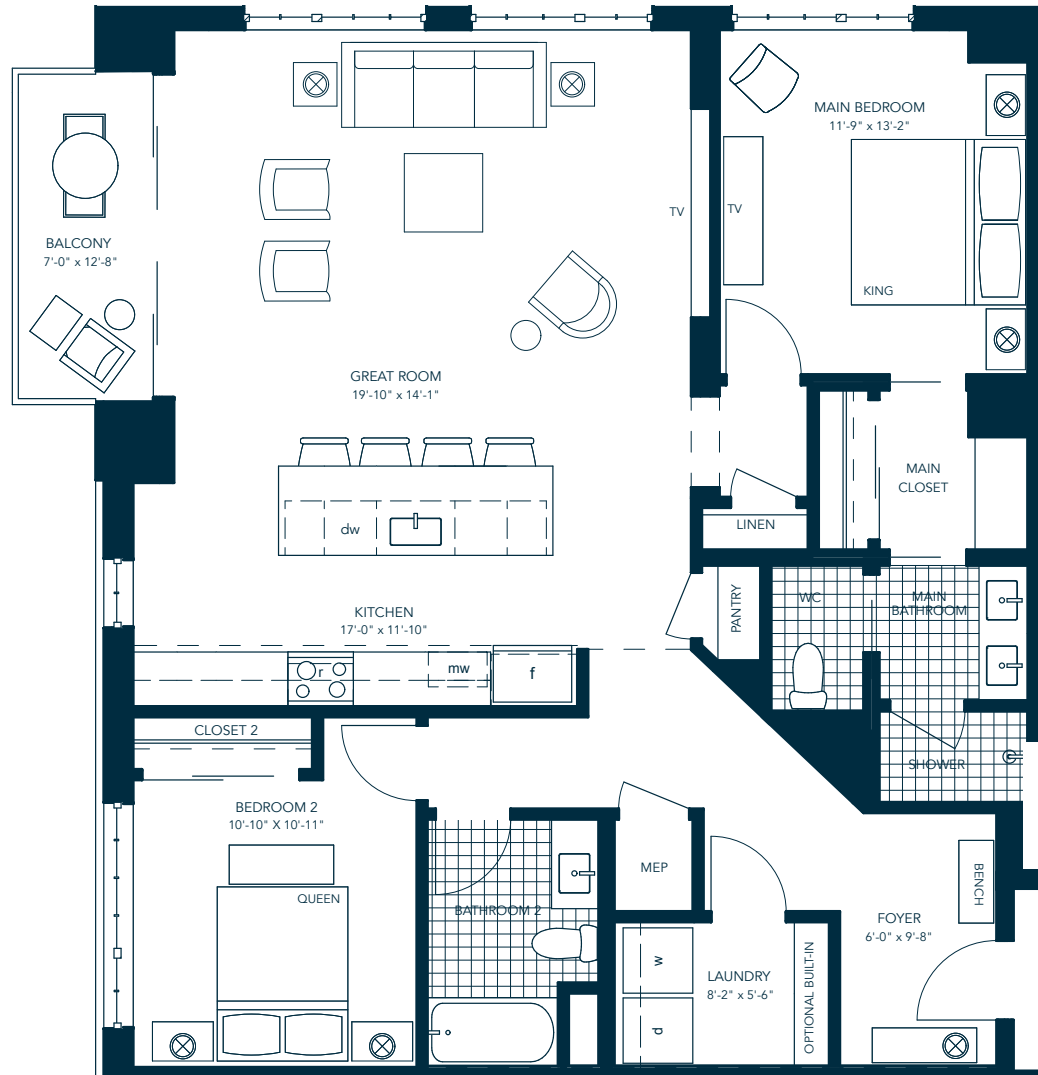 MAIN BEDROOM
11'-9" x 13'-2"
TV
TV
BALCONY
7'-0" x 12'-8"
KING
GREAT ROOM
19'-10" x 14'-1"
MAIN
CLOSET
LINEN
dw
WC
MAIN
BATHROOM
PANTRY
KITCHEN
17'-0" x 11'-10"
r
mw
f
CLOSET 2
SHOWER
BEDROOM 2
10'-10" X 10'-11"
QUEEN
MEP
BENCH
BATHROOM 2
FOYER
6'-0" x 9'-8"
w
LAUNDRY
8'-2" x 5'-6"
OPTIONAL BUILT-IN
d